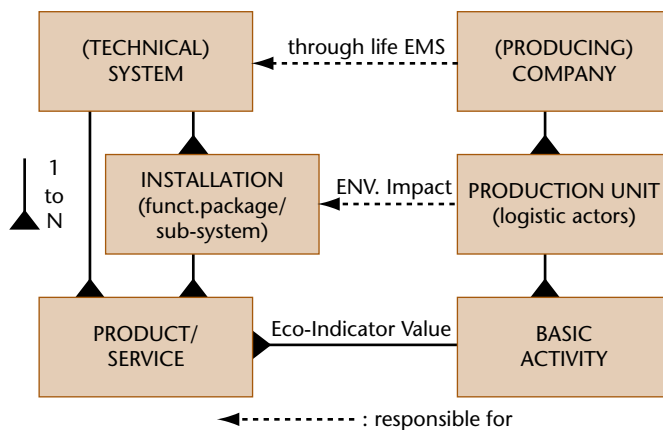 (TECHNICAL)
SYSTEM
through life EMS
(PRODUCING)
COMPANY
1
to
N
INSTALLATION
(funct.package/
sub-system)
ENV. Impact
PRODUCTION UNIT
(logistic actors)
PRODUCT/
SERVICE
Eco-Indicator Value
BASIC
ACTIVITY
: responsible for